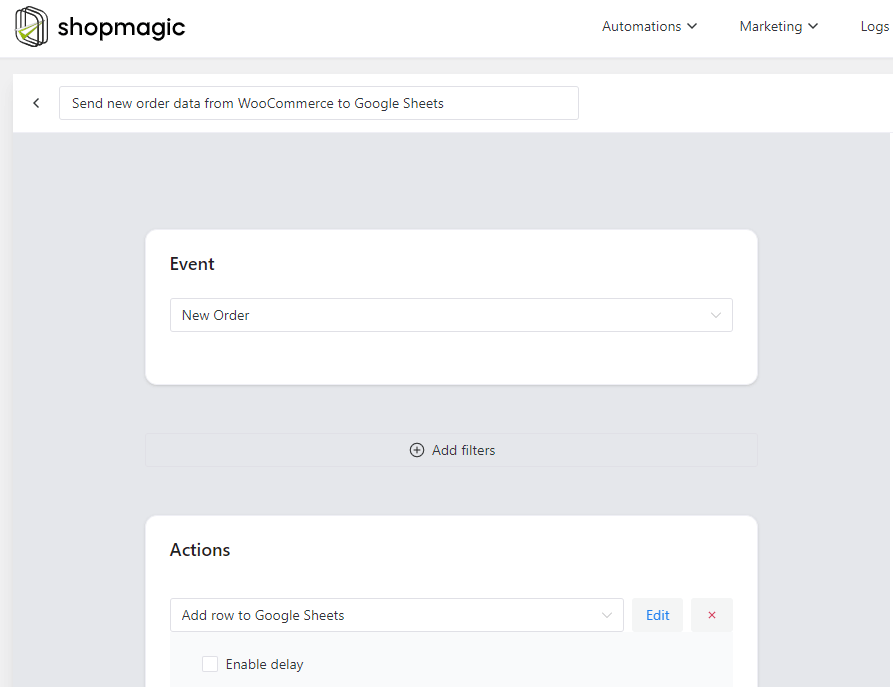 shopmagic
Automations
Marketing
Logs
Send new order data from WooCommerce to Google Sheets
Event
New Order
Add filters
Actions
Add row to Google Sheets
Edit
Enable delay